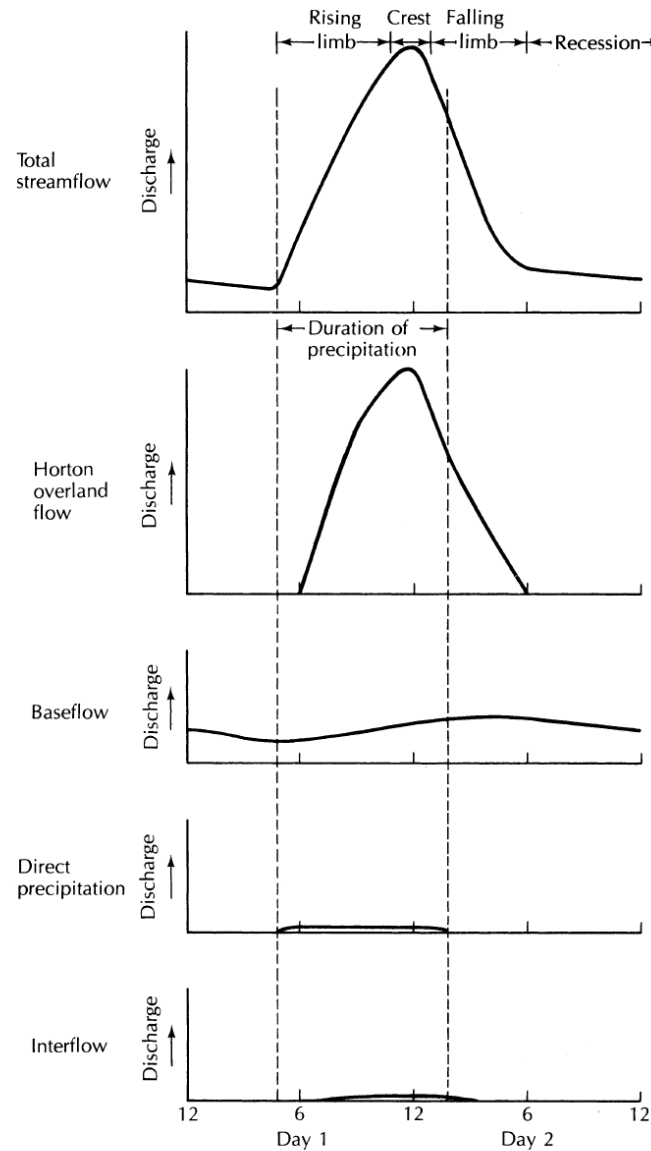 Rising limb
Crest
Falling limb
Recession
Total streamflow
Discharge
Duration of precipitation
Horton overland flow
Discharge
Baseflow
Discharge
Direct precipitation
Discharge
Interflow
Discharge
12 6 12 6 12
Day 1 Day 2